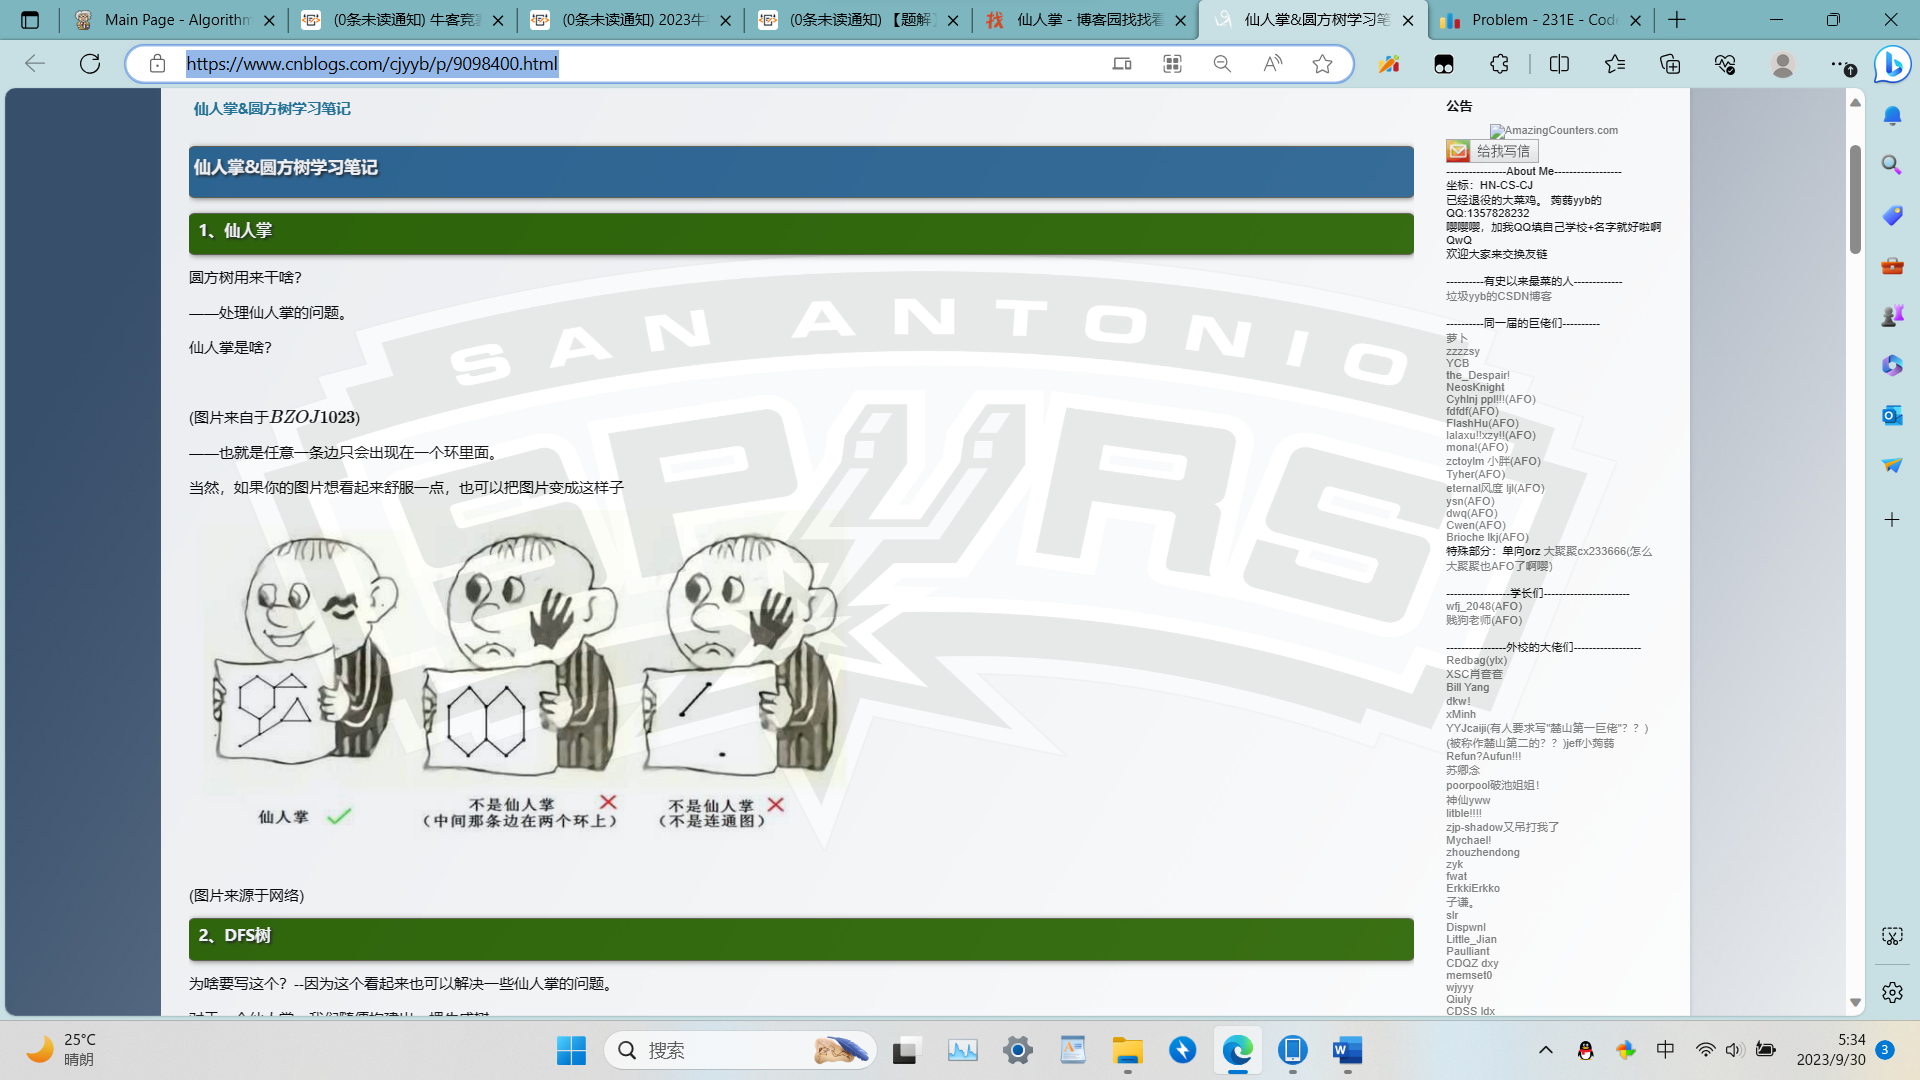 Main Page - Algorithm
(0条未读通知) 牛客竞赛
(0条未读通知) 2023牛
(0条未读通知) 【题解
找 仙人掌 - 博客园找找看
仙人掌&圆方树学习笔
Problem - 231E - Code
https://www.cnblogs.com/cjyyb/p/9098400.html
仙人掌&圆方树学习笔记
仙人掌&圆方树学习笔记
1、仙人掌
圆方树用来干啥？
——处理仙人掌的问题。
仙人掌是啥？
(图片来自于BZOJ1023)
——也就是任意一条边只会出现在一个环里面。
当然，如果你的图片想看起来舒服一点，也可以把图片变成这样子
SAN ANTONIO
SPURS
仙人掌
不是仙人掌
（中间那条边在两个环上）
不是仙人掌
（不是连通图）
(图片来源于网络)
2、DFS树
为啥要写这个？--因为这个看起来也可以解决一些仙人掌的问题。
公告
AmazingCounters.com
给我写信
----------------About Me------------------
坐标：HN-CS-CJ
已经退役的大菜鸡。 蒟蒻yyb的
QQ:1357828232
嘤嘤嘤，加我QQ填自己学校+名字就好啦啊
QwQ
欢迎大家来交换友链
----------有史以来最菜的人-------------
垃圾yyb的CSDN博客
----------同一届的巨佬们----------
萝卜
zzzzsy
YCB
the_Despair!
NeosKnight
Cyhlnj ppl!!!(AFO)
fdfdf(AFO)
FlashHu(AFO)
lalaxu!!xzy!!(AFO)
mona!(AFO)
zctoylm 小胖(AFO)
Tyher(AFO)
eternal风度 ljl(AFO)
ysn(AFO)
dwq(AFO)
Cwen(AFO)
Brioche lkj(AFO)
特殊部分：单向orz 大聚聚cx233666(怎么
大聚聚也AFO了啊嘤)
-----------------学长们-----------------------
wfj_2048(AFO)
贱狗老师(AFO)
----------------外校的大佬们------------------
Redbag(ylx)
XSC肖奆奆
Bill Yang
dkw!
xMinh
YYJcaiji(有人要求写"麓山第一巨佬"？？)
(被称作麓山第二的？？)jeff小蒟蒻
Refun?Aufun!!!
苏卿念
poorpool破池姐姐!
神仙yww
litble!!!!
zjp-shadow又吊打我了
Mychael!
zhouzhendong
zyk
fwat
ErkkiErkko
子谦。
slr
Dispwnl
Little_Jian
Paulliant
CDQZ dxy
memset0
wjyyy
Qiuly
CDSS ldx
25°C
晴朗
搜索
中
5:34
2023/9/30
3